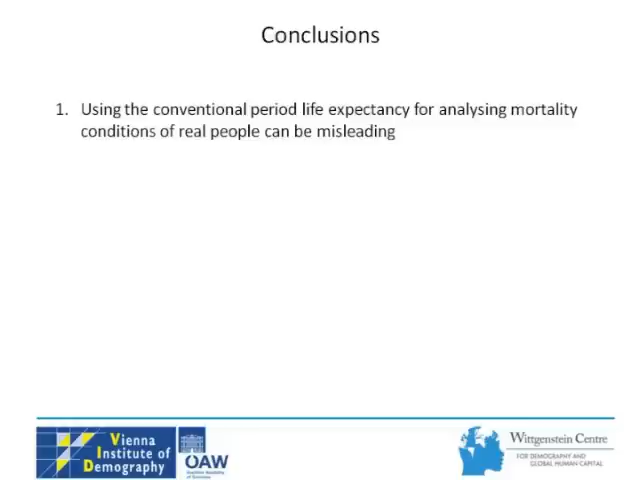 Conclusions
1. Using the conventional period life expectancy for analysing mortality
conditions of real people can be misleading
Vienna
Institute of
Demography
ÖAW
Wittgenstein Centre
FOR DEMOGRAPHY AND
GLOBAL HUMAN CAPITAL